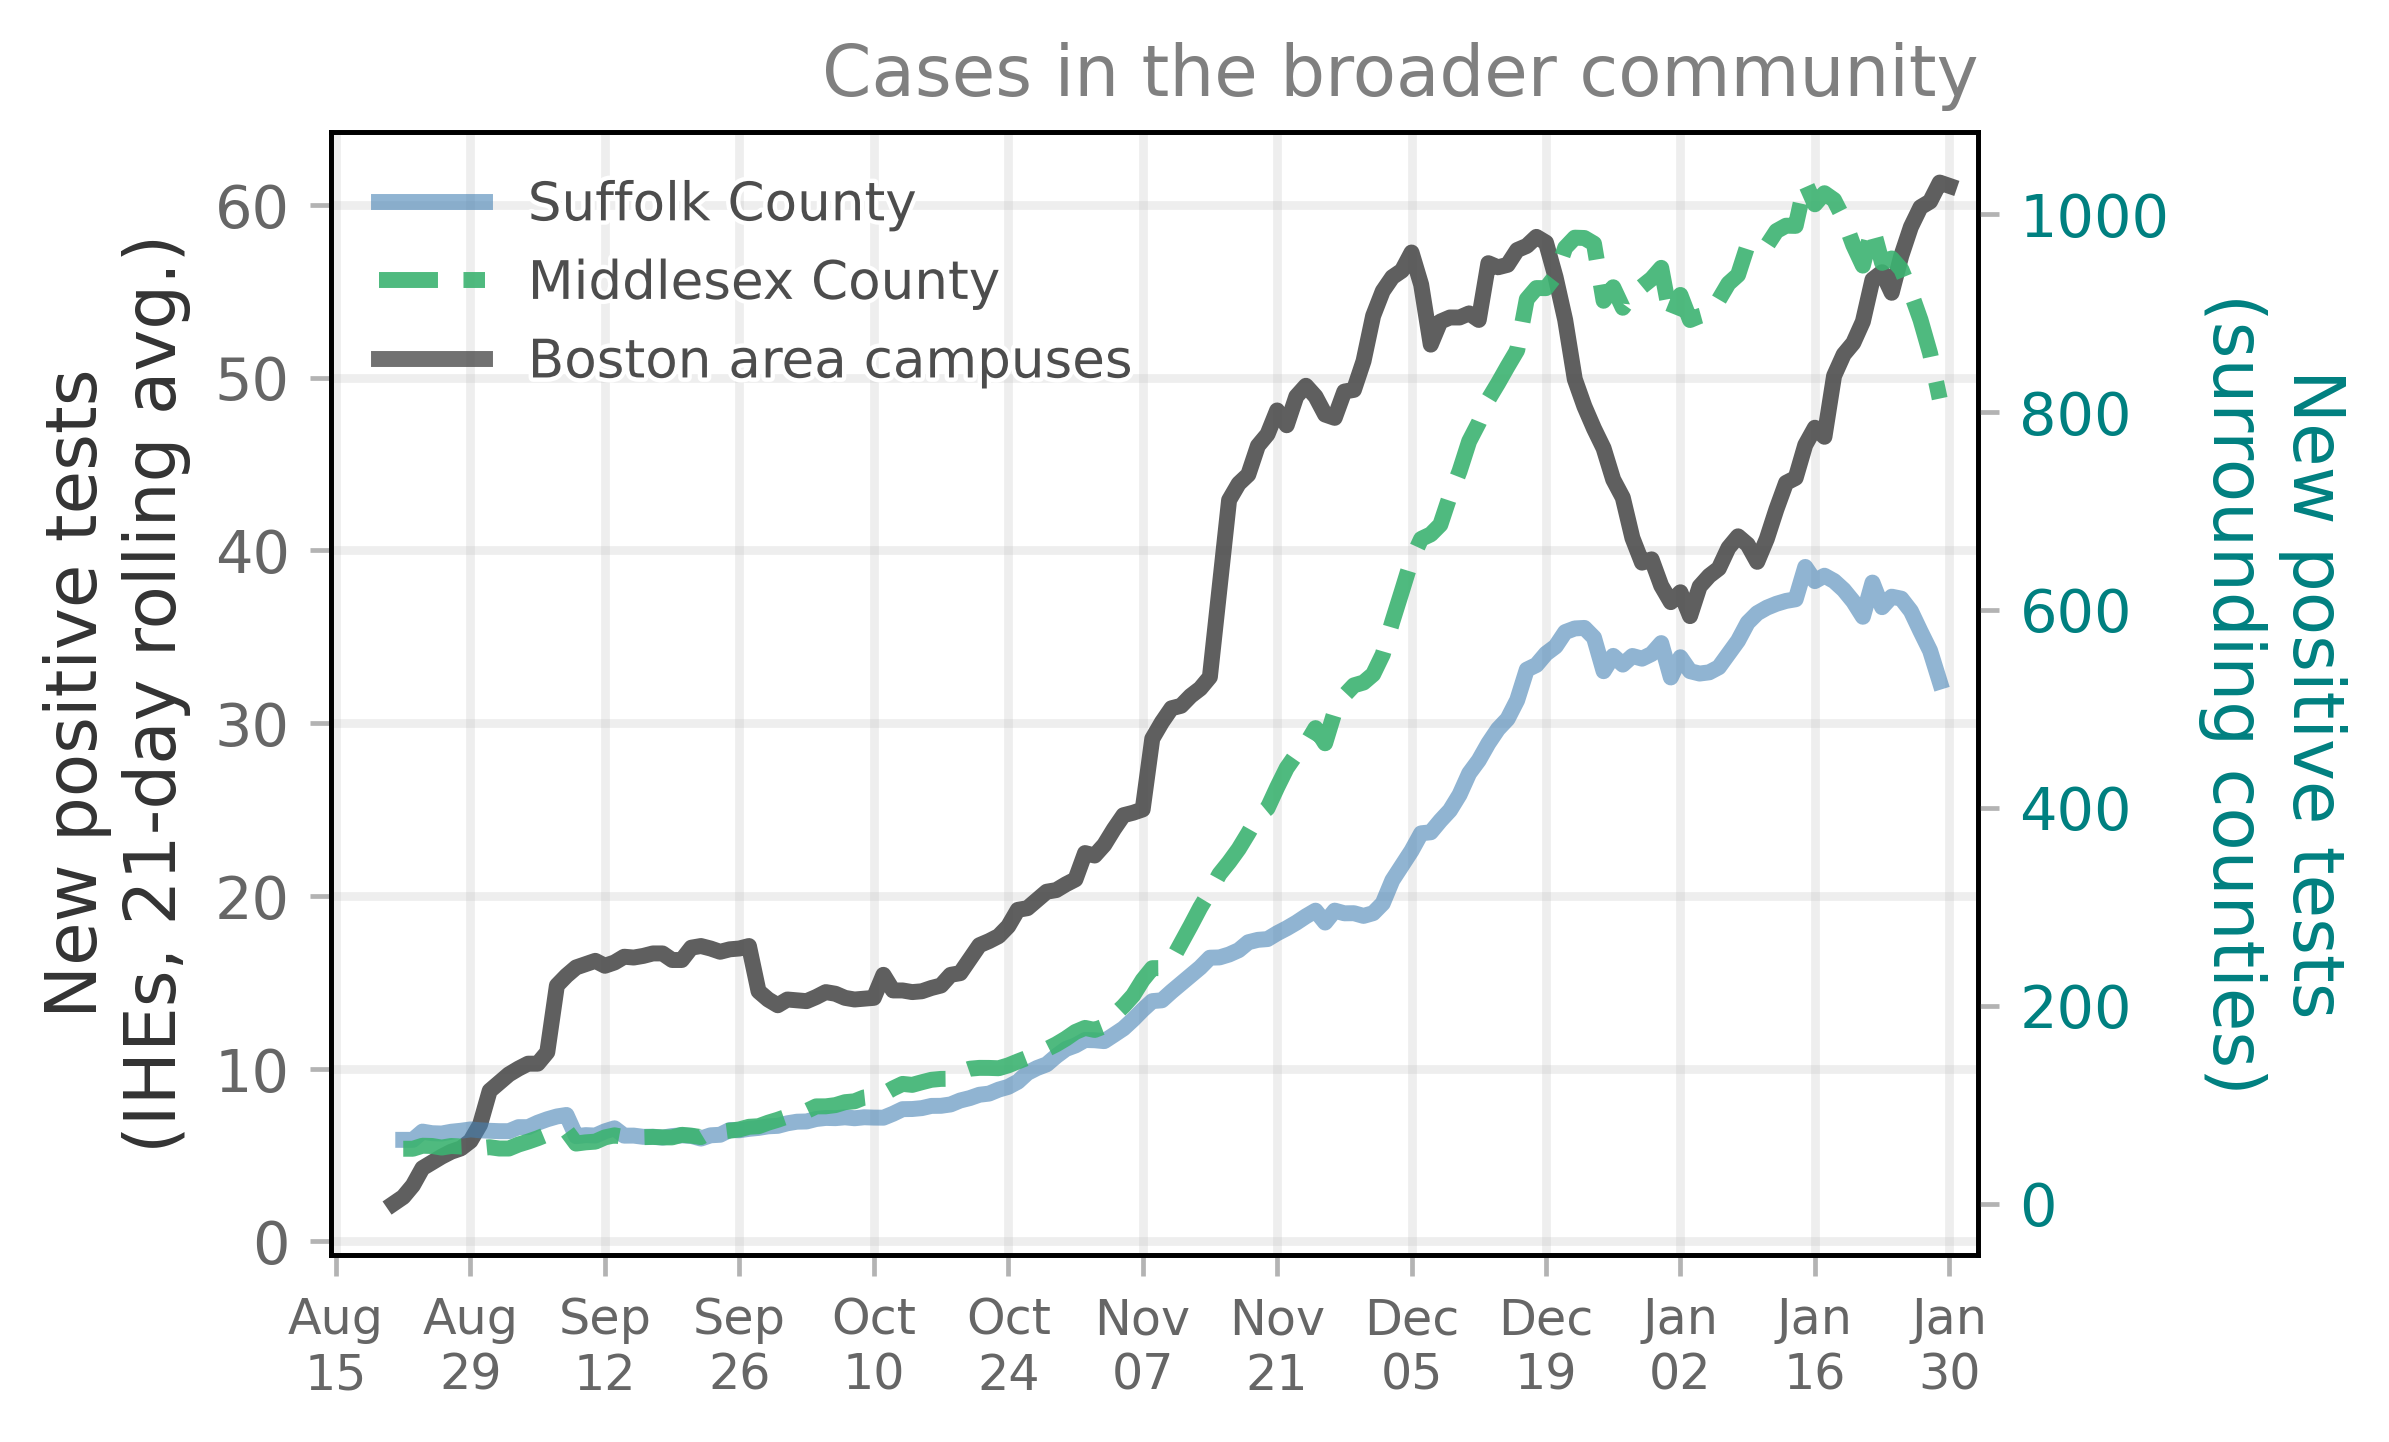 Cases in the broader community
New positive tests
(IHEs, 21-day rolling avg.)
60
50
40
30
20
10
0
Suffolk County
Middlesex County
Boston area campuses
1000
800
600
400
200
0
New positive tests
(surrounding counties)
Aug 15
Aug 29
Sep 12
Sep 26
Oct 10
Oct 24
Nov 07
Nov 21
Dec 05
Dec 19
Jan 02
Jan 16
Jan 30